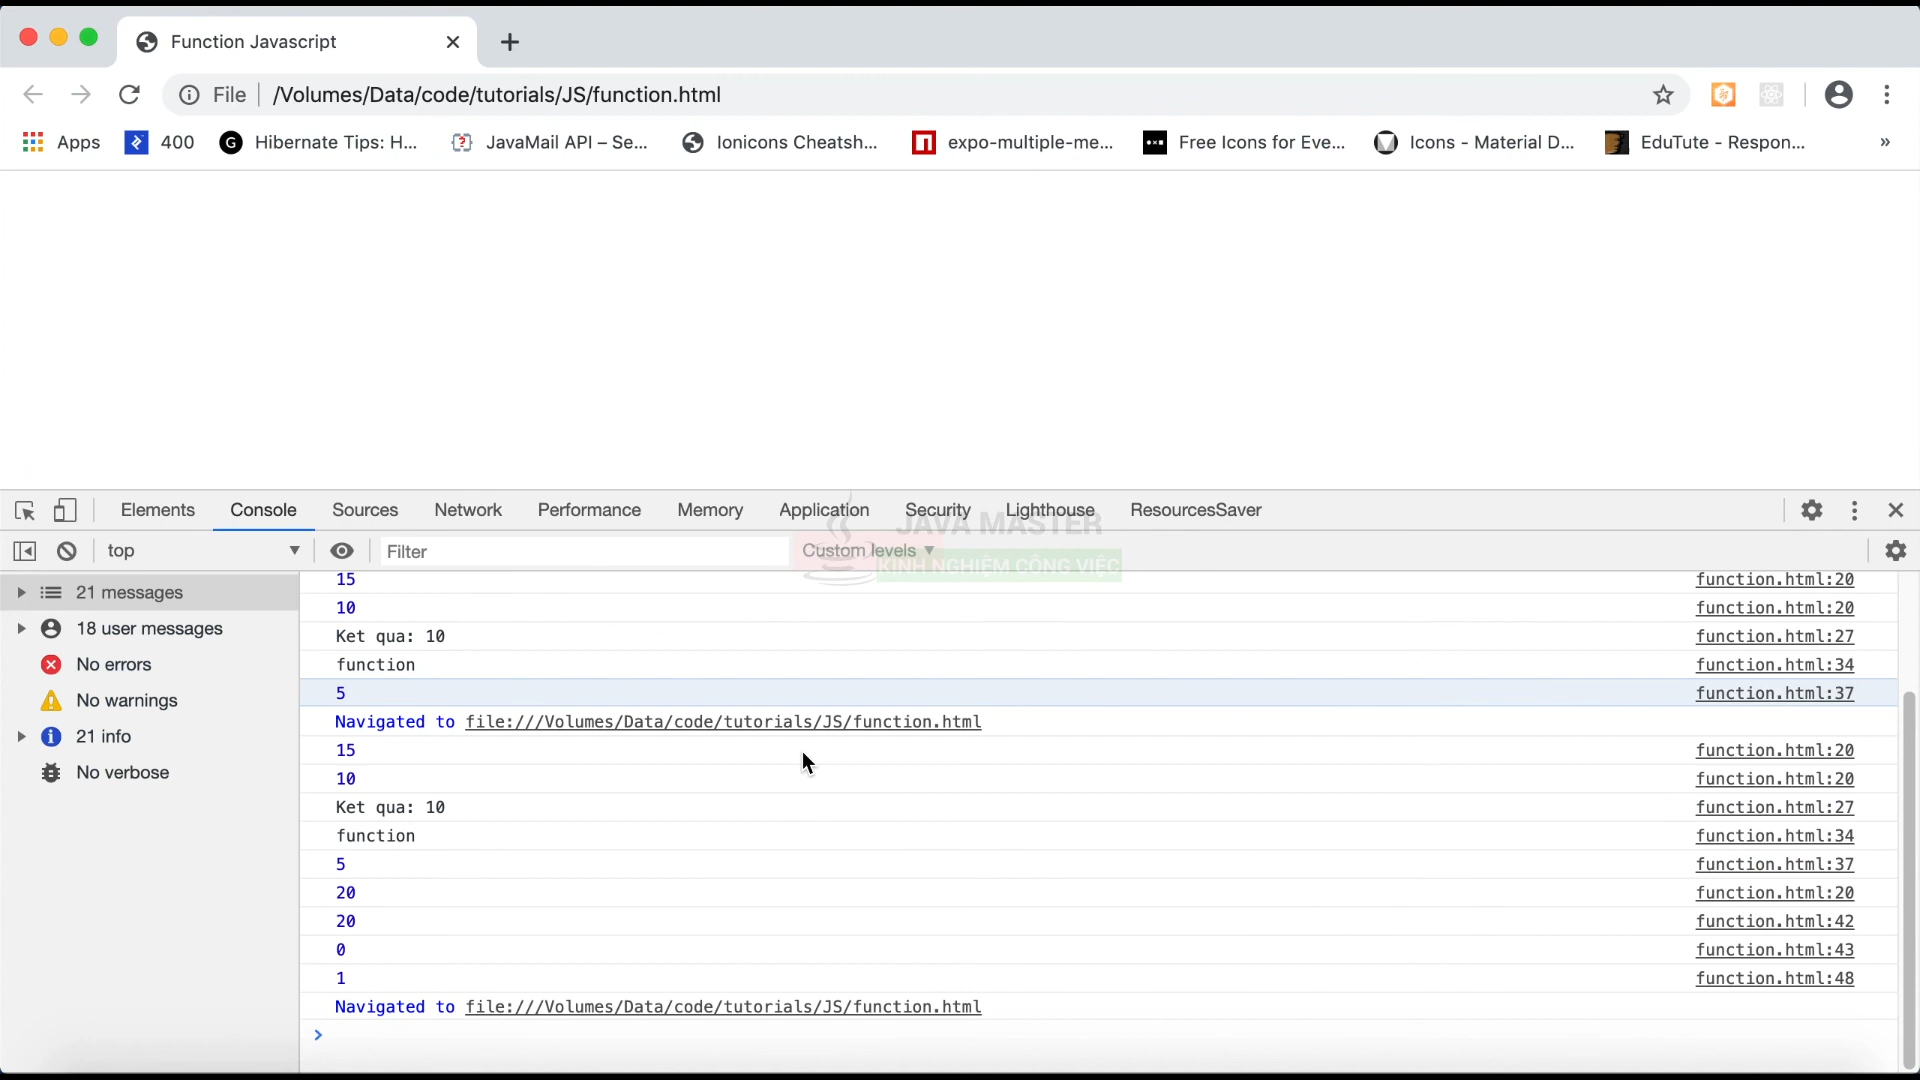 Function Javascript
File /Volumes/Data/code/tutorials/JS/function.html
Apps 400 Hibernate Tips: H... JavaMail API – Se... Ionicons Cheatsh... expo-multiple-me... Free Icons for Eve... Icons - Material D... EduTute - Respon... »
Elements Console Sources Network Performance Memory Application Security Lighthouse ResourcesSaver
JAVA MASTER
top Filter Custom levels
KINH NGHIỆM CÔNG VIỆC
21 messages
18 user messages
No errors
No warnings
21 info
No verbose
15 function.html:20
10 function.html:20
Ket qua: 10 function.html:27
function function.html:34
5 function.html:37
Navigated to file:///Volumes/Data/code/tutorials/JS/function.html
15 function.html:20
10 function.html:20
Ket qua: 10 function.html:27
function function.html:34
5 function.html:37
20 function.html:20
20 function.html:42
0 function.html:43
1 function.html:48
Navigated to file:///Volumes/Data/code/tutorials/JS/function.html